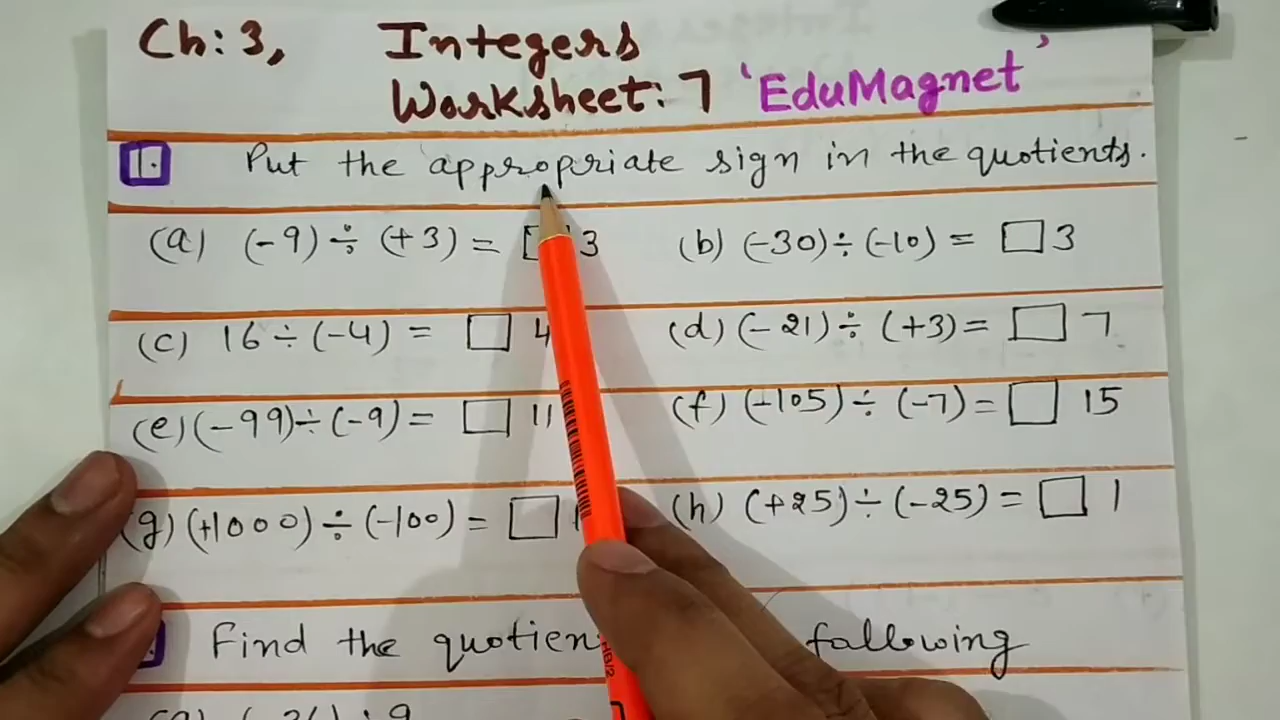 Ch: 3, Integers
Worksheet: 7 'EduMagnet'
1. Put the appropriate sign in the quotients.
(a) (-9) ÷ (+3) = □ 3 (b) (-30) ÷ (-10) = □ 3
(c) 16 ÷ (-4) = □ 4 (d) (-21) ÷ (+3) = □ 7
(e) (-99) ÷ (-9) = □ 11 (f) (-105) ÷ (-7) = □ 15
(g) (+1000) ÷ (-100) = □ (h) (+25) ÷ (-25) = □ 1
Find the quotien following
HB/2